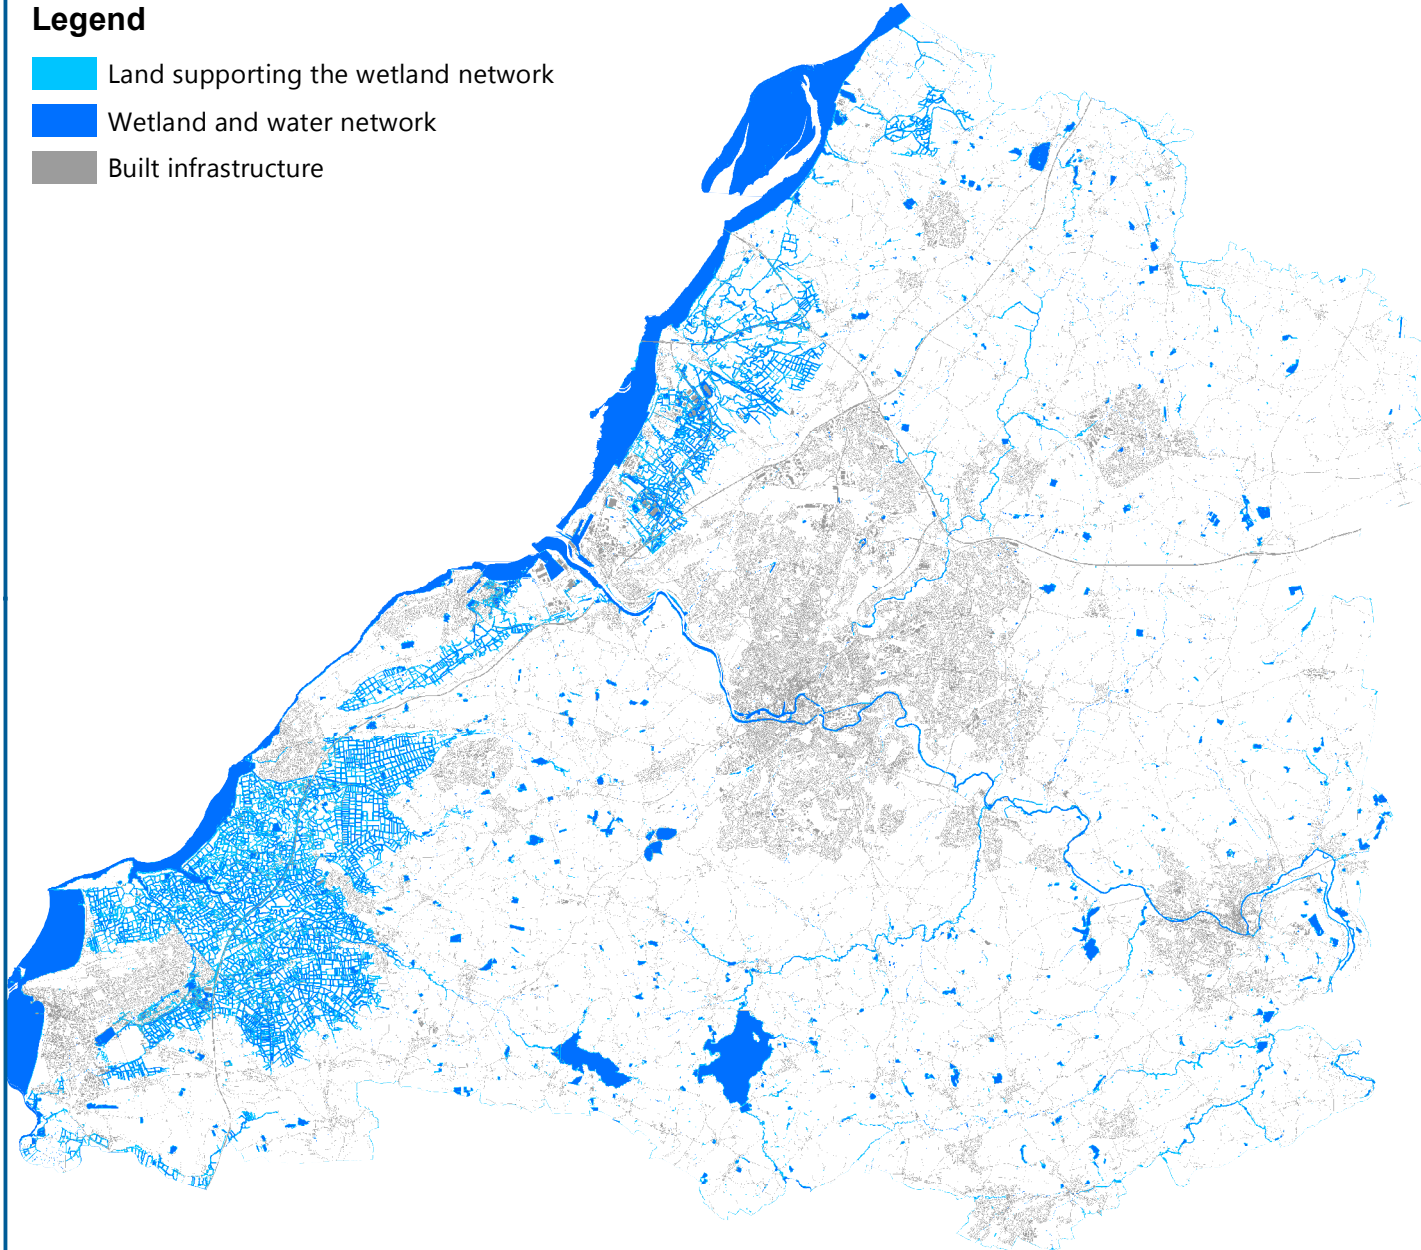 Legend
Land supporting the wetland network
Wetland and water network
Built infrastructure